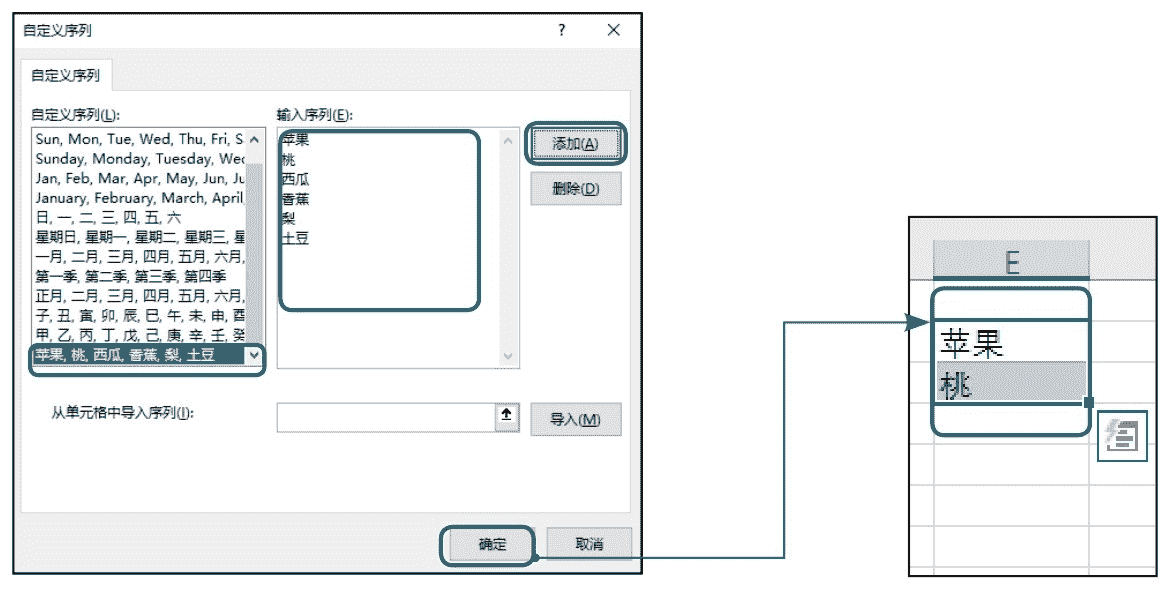 自定义序列
?
自定义序列
自定义序列(L):
Sun, Mon, Tue, Wed, Thu, Fri, S
Sunday, Monday, Tuesday, Wec
Jan, Feb, Mar, Apr, May, Jun, Ju
January, February, March, April,
日, 一, 二, 三, 四, 五, 六
星期日, 星期一, 星期二, 星期三, 星
一月, 二月, 三月, 四月, 五月, 六月,
第一季, 第二季, 第三季, 第四季
正月, 二月, 三月, 四月, 五月, 六月,
子, 丑, 寅, 卯, 辰, 巳, 午, 未, 申, 酉
甲, 乙, 丙, 丁, 戊, 己, 庚, 辛, 壬, 癸
苹果, 桃, 西瓜, 香蕉, 梨, 土豆
输入序列(E):
苹果
桃
西瓜
香蕉
梨
土豆
添加(A)
删除(D)
从单元格中导入序列(I):
导入(M)
确定
取消
E
苹果
桃